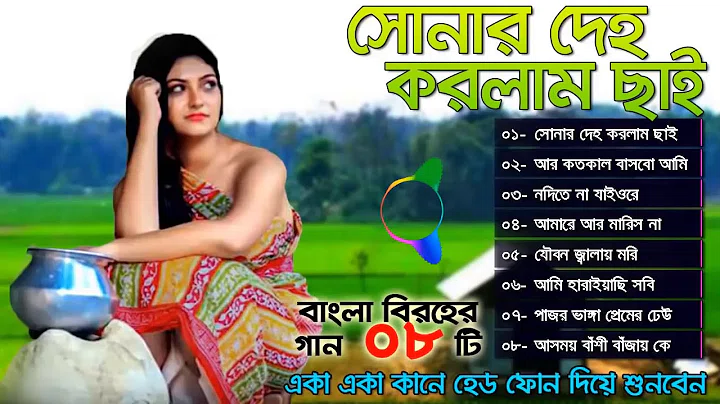 সোনার দেহ
করলাম ছাই
০১- সোনার দেহ করলাম ছাই
০২- আর কতকাল বাসবো আমি
০৩- নদিতে না যাইওরে
০৪- আমারে আর মারিস না
০৫- যৌবন জ্বালায় মরি
০৬- আমি হারাইয়াছি সবি
০৭- পাজর ভাঙ্গা প্রেমের ঢেউ
০৮- আসময় বাঁশী বাঁজায় কে
বাংলা বিরহের
গান ০৮ টি
একা একা কানে হেড ফোন দিয়ে শুনবেন